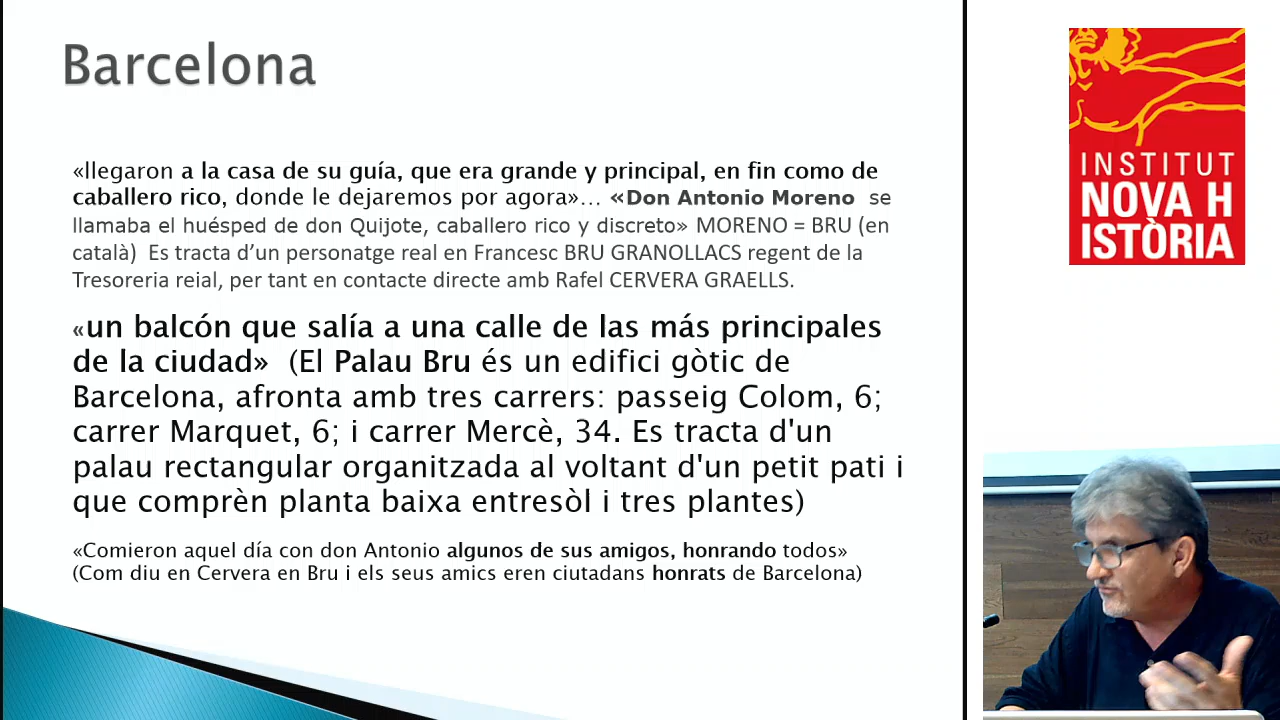 Barcelona
«llegaron a la casa de su guía, que era grande y principal, en fin como de
caballero rico, donde le dejaremos por agora»... «Don Antonio Moreno se
llamaba el huésped de don Quijote, caballero rico y discreto» MORENO = BRU (en
català) Es tracta d’un personatge real en Francesc BRU GRANOLLACS regent de la
Tresoreria reial, per tant en contacte directe amb Rafel CERVERA GRAELLS.
«un balcón que salía a una calle de las más principales
de la ciudad» (El Palau Bru és un edifici gòtic de
Barcelona, afronta amb tres carrers: passeig Colom, 6;
carrer Marquet, 6; i carrer Mercè, 34. Es tracta d'un
palau rectangular organitzada al voltant d'un petit pati i
que comprèn planta baixa entresòl i tres plantes)
«Comieron aquel día con don Antonio algunos de sus amigos, honrando todos»
(Com diu en Cervera en Bru i els seus amics eren ciutadans honrats de Barcelona)
INSTITUT
NOVA H
ISTÒRIA